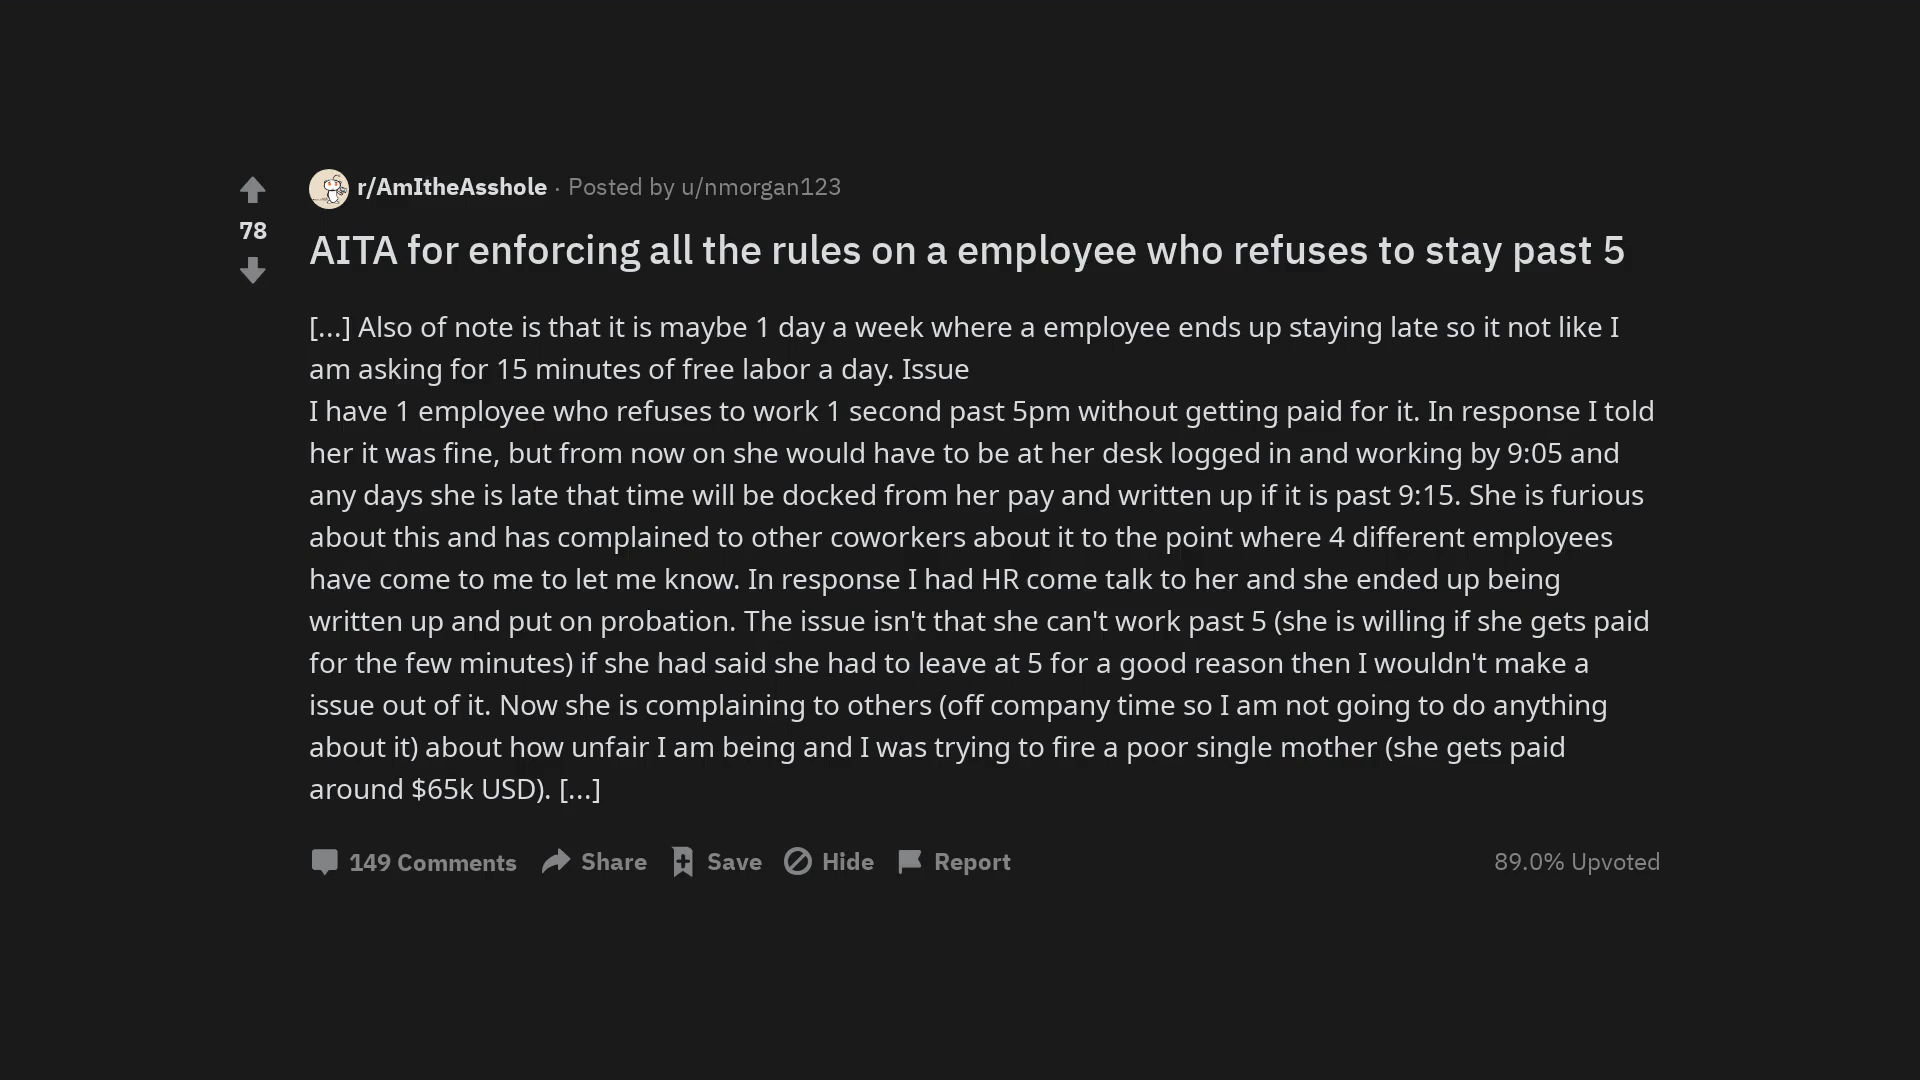 r/AmItheAsshole · Posted by u/nmorgan123
78
AITA for enforcing all the rules on a employee who refuses to stay past 5
[...] Also of note is that it is maybe 1 day a week where a employee ends up staying late so it not like I
am asking for 15 minutes of free labor a day. Issue
I have 1 employee who refuses to work 1 second past 5pm without getting paid for it. In response I told
her it was fine, but from now on she would have to be at her desk logged in and working by 9:05 and
any days she is late that time will be docked from her pay and written up if it is past 9:15. She is furious
about this and has complained to other coworkers about it to the point where 4 different employees
have come to me to let me know. In response I had HR come talk to her and she ended up being
written up and put on probation. The issue isn't that she can't work past 5 (she is willing if she gets paid
for the few minutes) if she had said she had to leave at 5 for a good reason then I wouldn't make a
issue out of it. Now she is complaining to others (off company time so I am not going to do anything
about it) about how unfair I am being and I was trying to fire a poor single mother (she gets paid
around $65k USD). [...]
149 Comments Share Save Hide Report 89.0% Upvoted